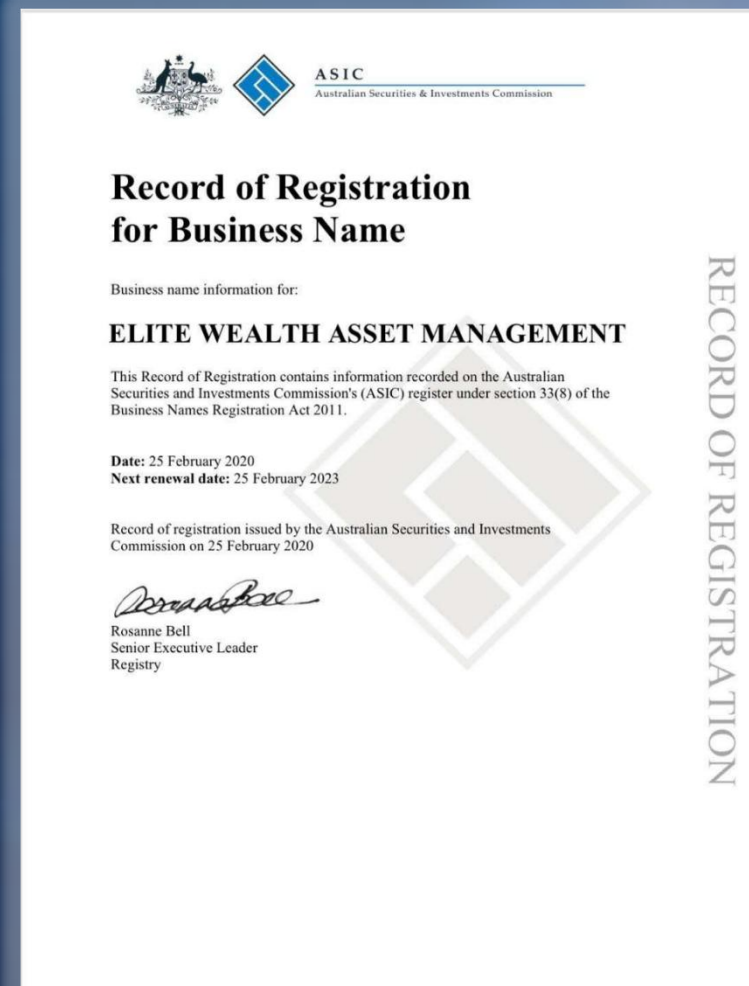 ASIC
Australian Securities & Investments Commission
Record of Registration
for Business Name
Business name information for:
ELITE WEALTH ASSET MANAGEMENT
This Record of Registration contains information recorded on the Australian
Securities and Investments Commission's (ASIC) register under section 33(8) of the
Business Names Registration Act 2011.
Date: 25 February 2020
Next renewal date: 25 February 2023
Record of registration issued by the Australian Securities and Investments
Commission on 25 February 2020
Rosanne Bell
Senior Executive Leader
Registry
RECORD OF REGISTRATION